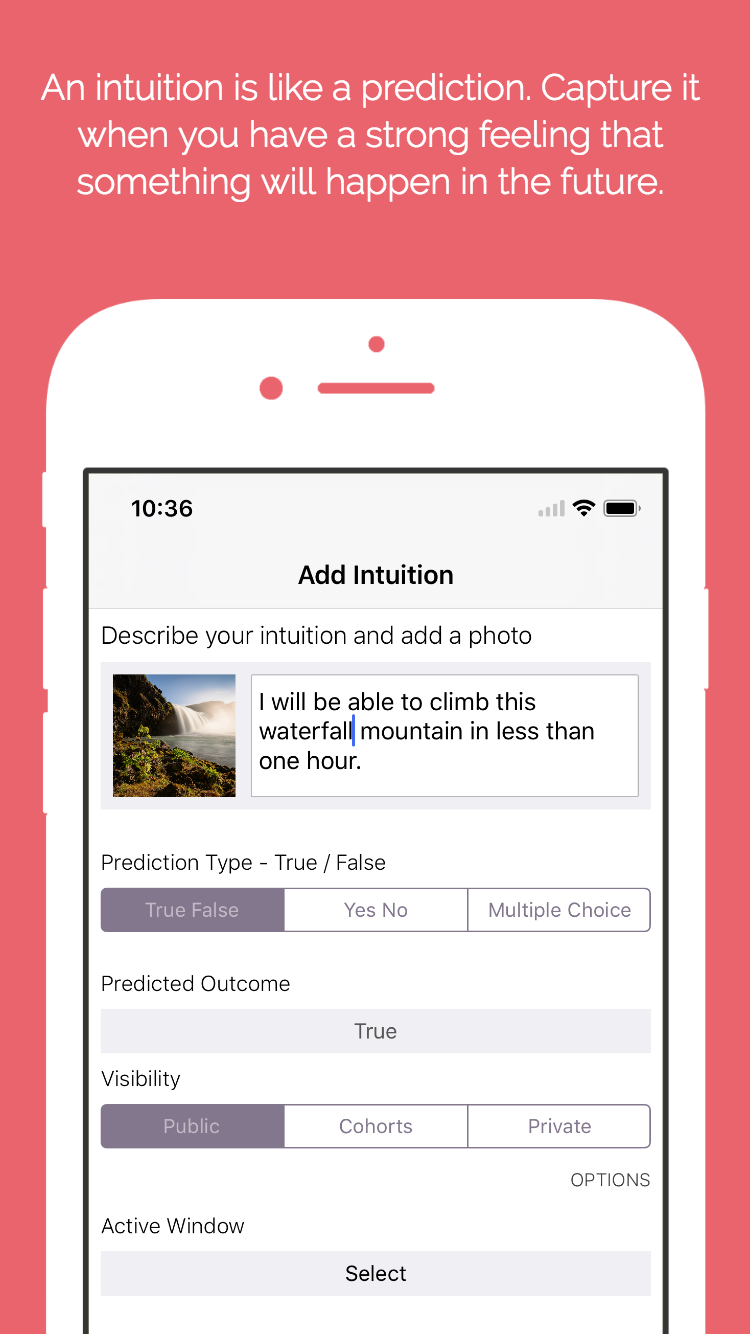 An intuition is like a prediction. Capture it
when you have a strong feeling that
something will happen in the future.
10:36
Add Intuition
Describe your intuition and add a photo
I will be able to climb this
waterfall mountain in less than
one hour.
Prediction Type - True / False
True False
Yes No
Multiple Choice
Predicted Outcome
True
Visibility
Public
Cohorts
Private
OPTIONS
Active Window
Select